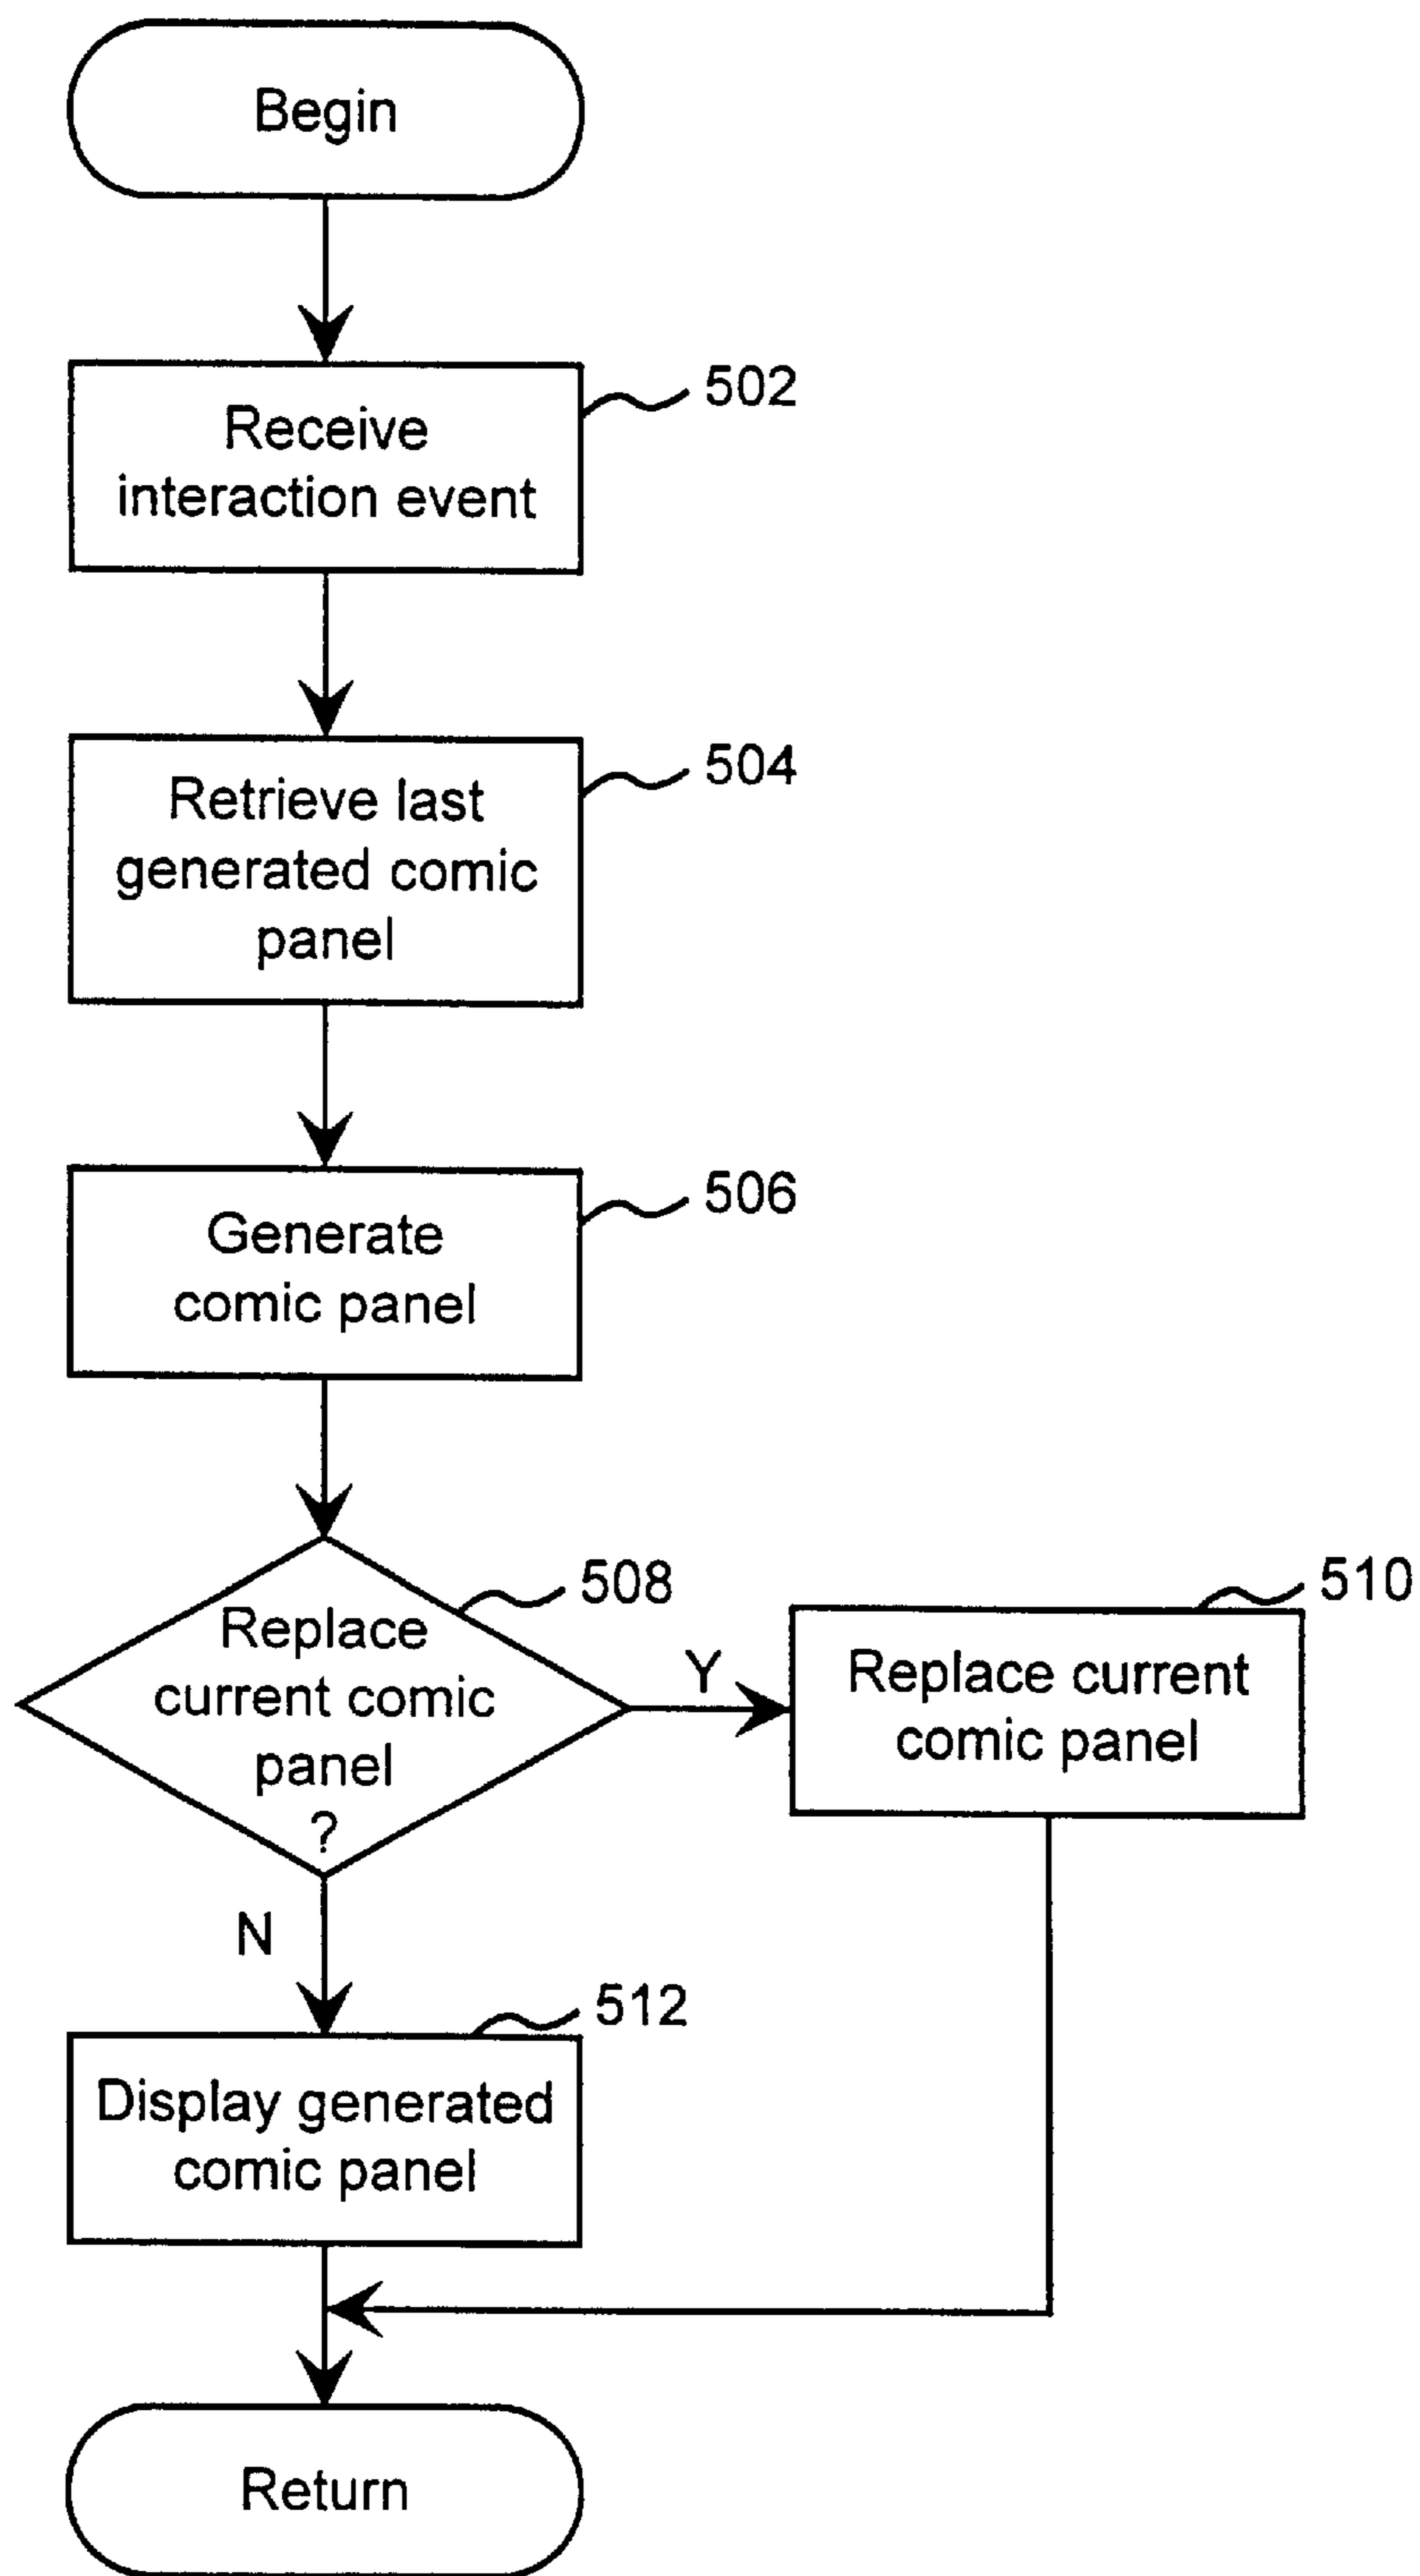 Begin
502
Receive
interaction event
504
Retrieve last
generated comic
panel
506
Generate
comic panel
508
Replace
current comic
panel
?
Y
510
Replace current
comic panel
N
512
Display generated
comic panel
Return